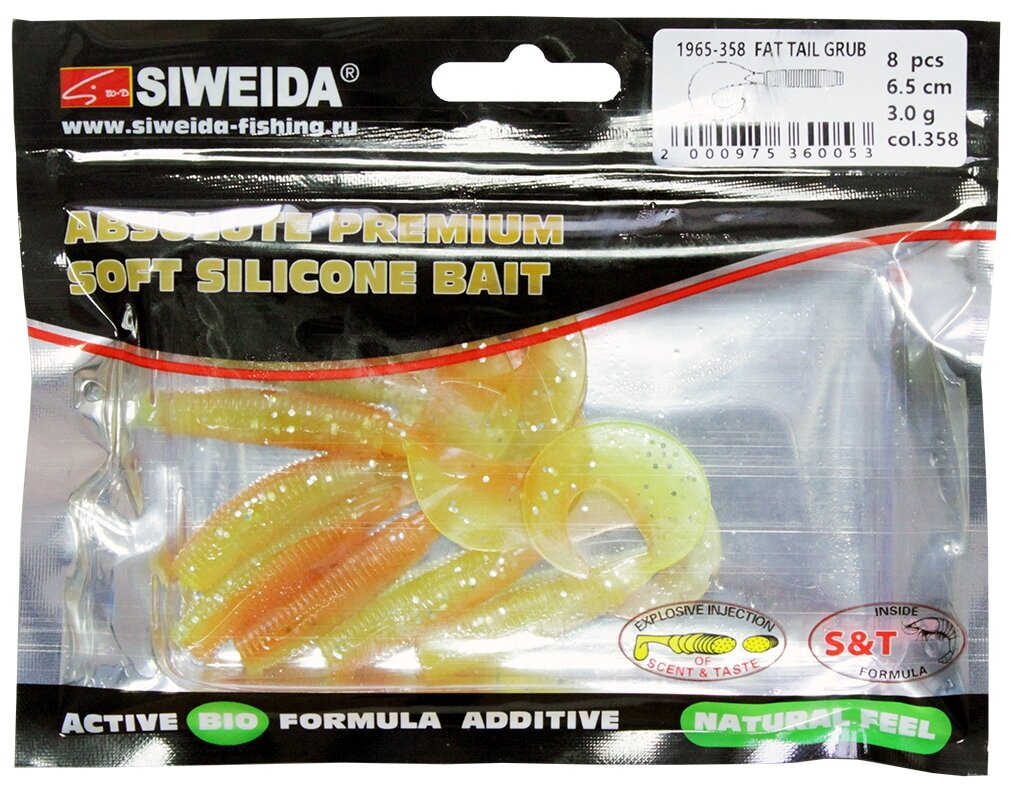 SIWEIDA®
www.siweida-fishing.ru
1965-358 FAT TAIL GRUB
8 pcs
6.5 cm
3.0 g
col.358
2 000975 360053
ABSOLUTE PREMIUM
SOFT SILICONE BAIT
EXPLOSIVE INJECTION
OF
SCENT & TASTE
INSIDE
S&T
FORMULA
ACTIVE BIO FORMULA ADDITIVE
NATURAL FEEL